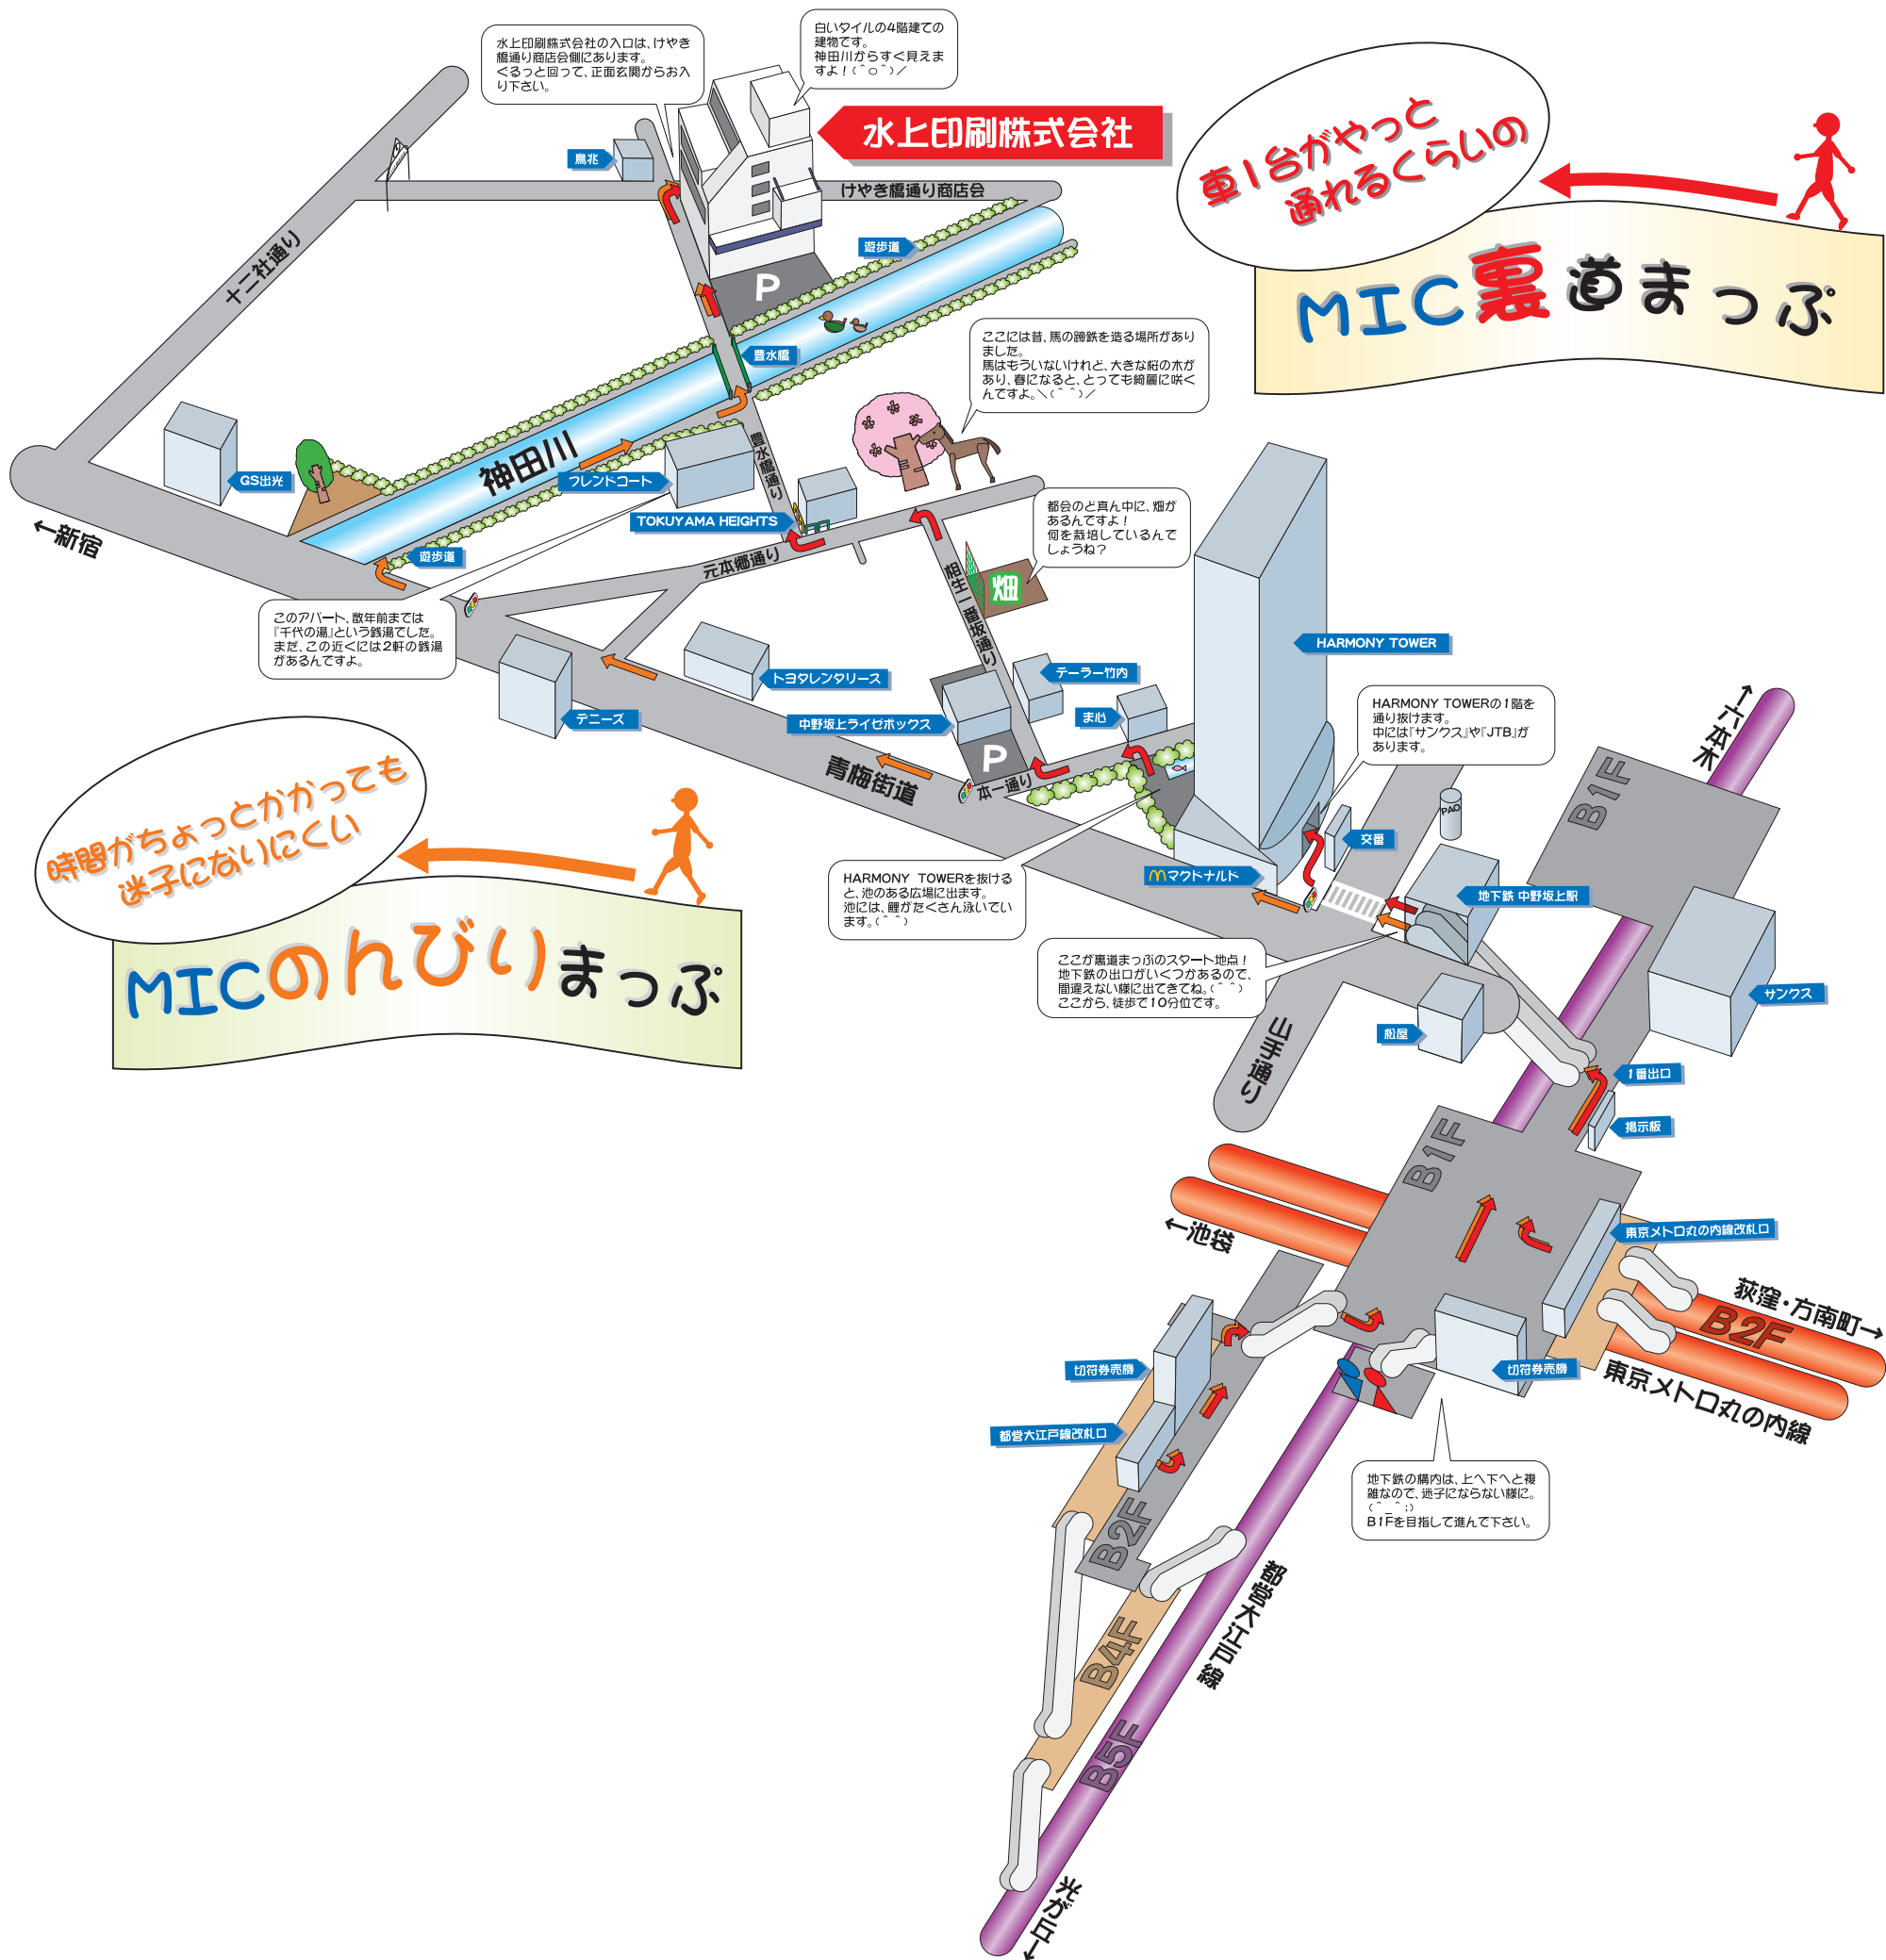 水上印刷株式会社の入口は、けやき
橋通り商店会側にあります。
ぐるっと回って、正面玄関からお入
り下さい。
白いタイルの4階建ての
建物です。
神田川からすぐ見えま
すよ!(^o^)/
水上印刷株式会社
鳥兆
けやき橋通り商店会
車1台がやっと
通れるくらいの
MIC裏道まっぷ
十二社通り
遊歩道
P
豊水橋
ここには昔、馬の蹄鉄を造る場所があり
ました。
馬はもういないけれど、大きな桜の木が
あり、春になると、とっても綺麗に咲く
んですよ。\(^ ^)/
神田川
GS出光
フレンドコート
豊水橋通り
TOKUYAMA HEIGHTS
←新宿
遊歩道
元本郷通り
都会のど真ん中に、畑が
あるんですよ!
何を栽培しているんで
しょうね?
畑
相生一番坂通り
このアパート、数年前までは
『千代の湯』という銭湯でした。
まだ、この近くには2軒の銭湯
があるんですよ。
HARMONY TOWER
トヨタレンタリース
テーラー竹内
デニーズ
中野坂上ライゼボックス
ま心
P
本一通り
青梅街道
HARMONY TOWERの1階を
通り抜けます。
中には『サンクス』や『JTB』が
あります。
↑六本木
B1F
PAO
交番
時間がちょっとかかっても
迷子になりにくい
MICのんびりまっぷ
HARMONY TOWERを抜ける
と、池のある広場に出ます。
池には、鯉がたくさん泳いでい
ます。(^ ^)
マクドナルド
地下鉄 中野坂上駅
ここが裏道まっぷのスタート地点!
地下鉄の出口がいくつかあるので、
間違えない様に出てきてね。(^ ^)
ここから、徒歩で10分位です。
サンクス
松屋
山手通り
1番出口
掲示板
B1F
←池袋
東京メトロ丸の内線改札口
荻窪・方南町→
B2F
東京メトロ丸の内線
切符券売機
切符券売機
都営大江戸線改札口
地下鉄の構内は、上へ下へと複
雑なので、迷子にならない様に。
(^_^;)
B1Fを目指して進んで下さい。
B2F
都営大江戸線
B4F
B5F
光が丘→